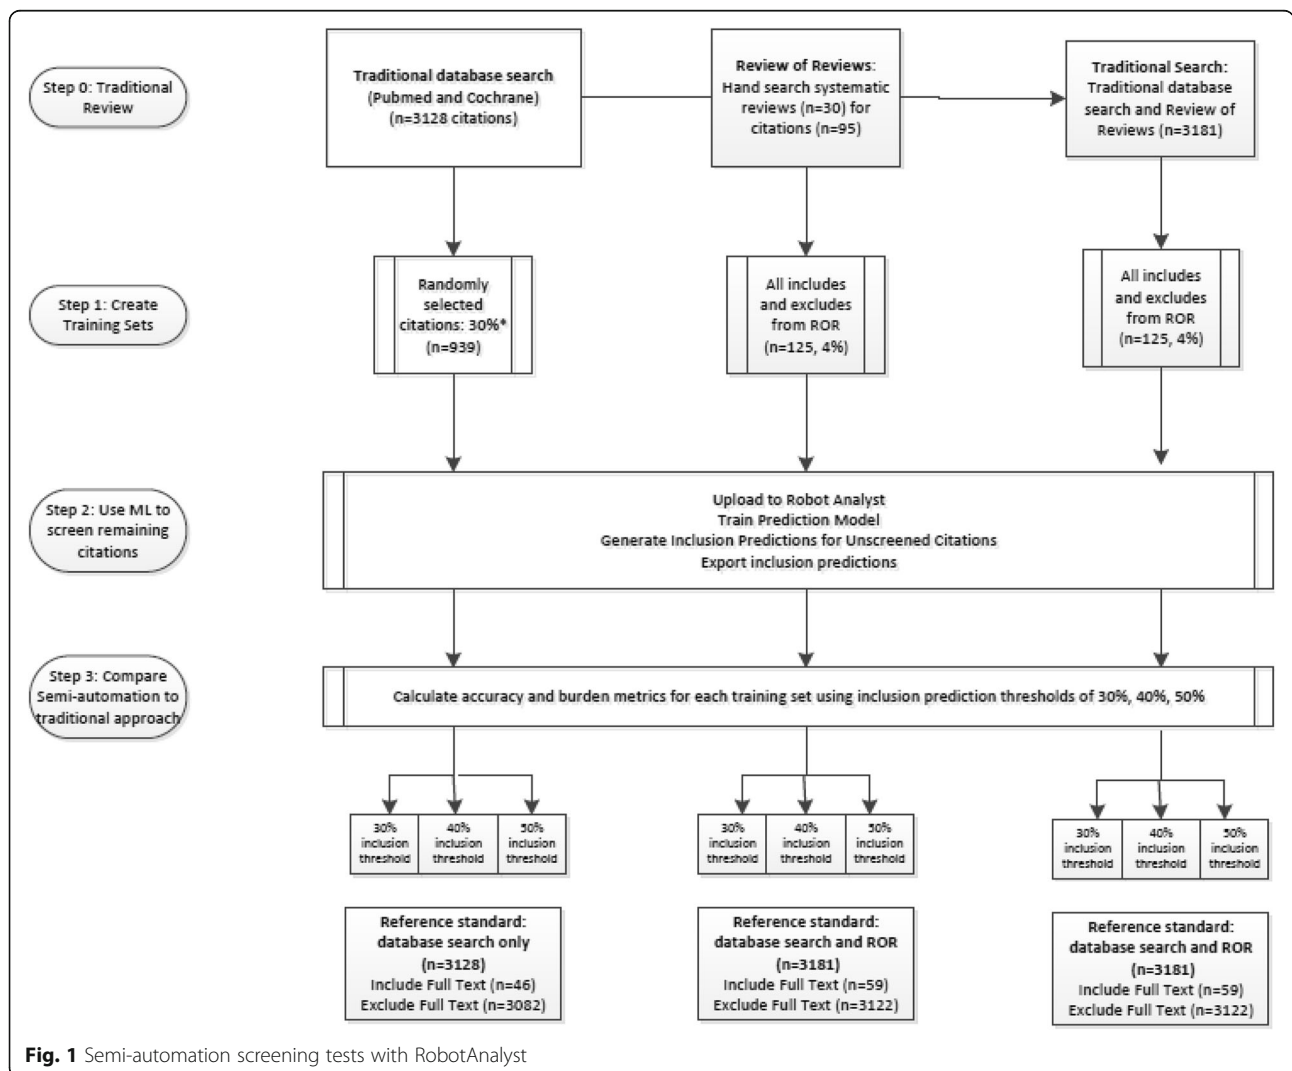 Step 0: Traditional
Review
Traditional database search
(Pubmed and Cochrane)
(n=3128 citations)
Review of Reviews:
Hand search systematic
reviews (n=30) for
citations (n=95)
Traditional Search:
Traditional database
search and Review of
Reviews (n=3181)
Step 1: Create
Training Sets
Randomly
selected
citations: 30%*
(n=939)
All includes
and excludes
from ROR
(n=125, 4%)
All includes
and excludes
from ROR
(n=125, 4%)
Step 2: Use ML to
screen remaining
citations
Upload to Robot Analyst
Train Prediction Model
Generate Inclusion Predictions for Unscreened Citations
Export inclusion predictions
Step 3: Compare
Semi-automation to
traditional approach
Calculate accuracy and burden metrics for each training set using inclusion prediction thresholds of 30%, 40%, 50%
30%
inclusion
threshold
40%
inclusion
threshold
50%
inclusion
threshold
30%
inclusion
threshold
40%
inclusion
threshold
50%
inclusion
threshold
30%
inclusion
threshold
40%
inclusion
threshold
50%
inclusion
threshold
Reference standard:
database search only
(n=3128)
Include Full Text (n=46)
Exclude Full Text (n=3082)
Reference standard:
database search and ROR
(n=3181)
Include Full Text (n=59)
Exclude Full Text (n=3122)
Reference standard:
database search and ROR
(n=3181)
Include Full Text (n=59)
Exclude Full Text (n=3122)
Fig. 1 Semi-automation screening tests with RobotAnalyst